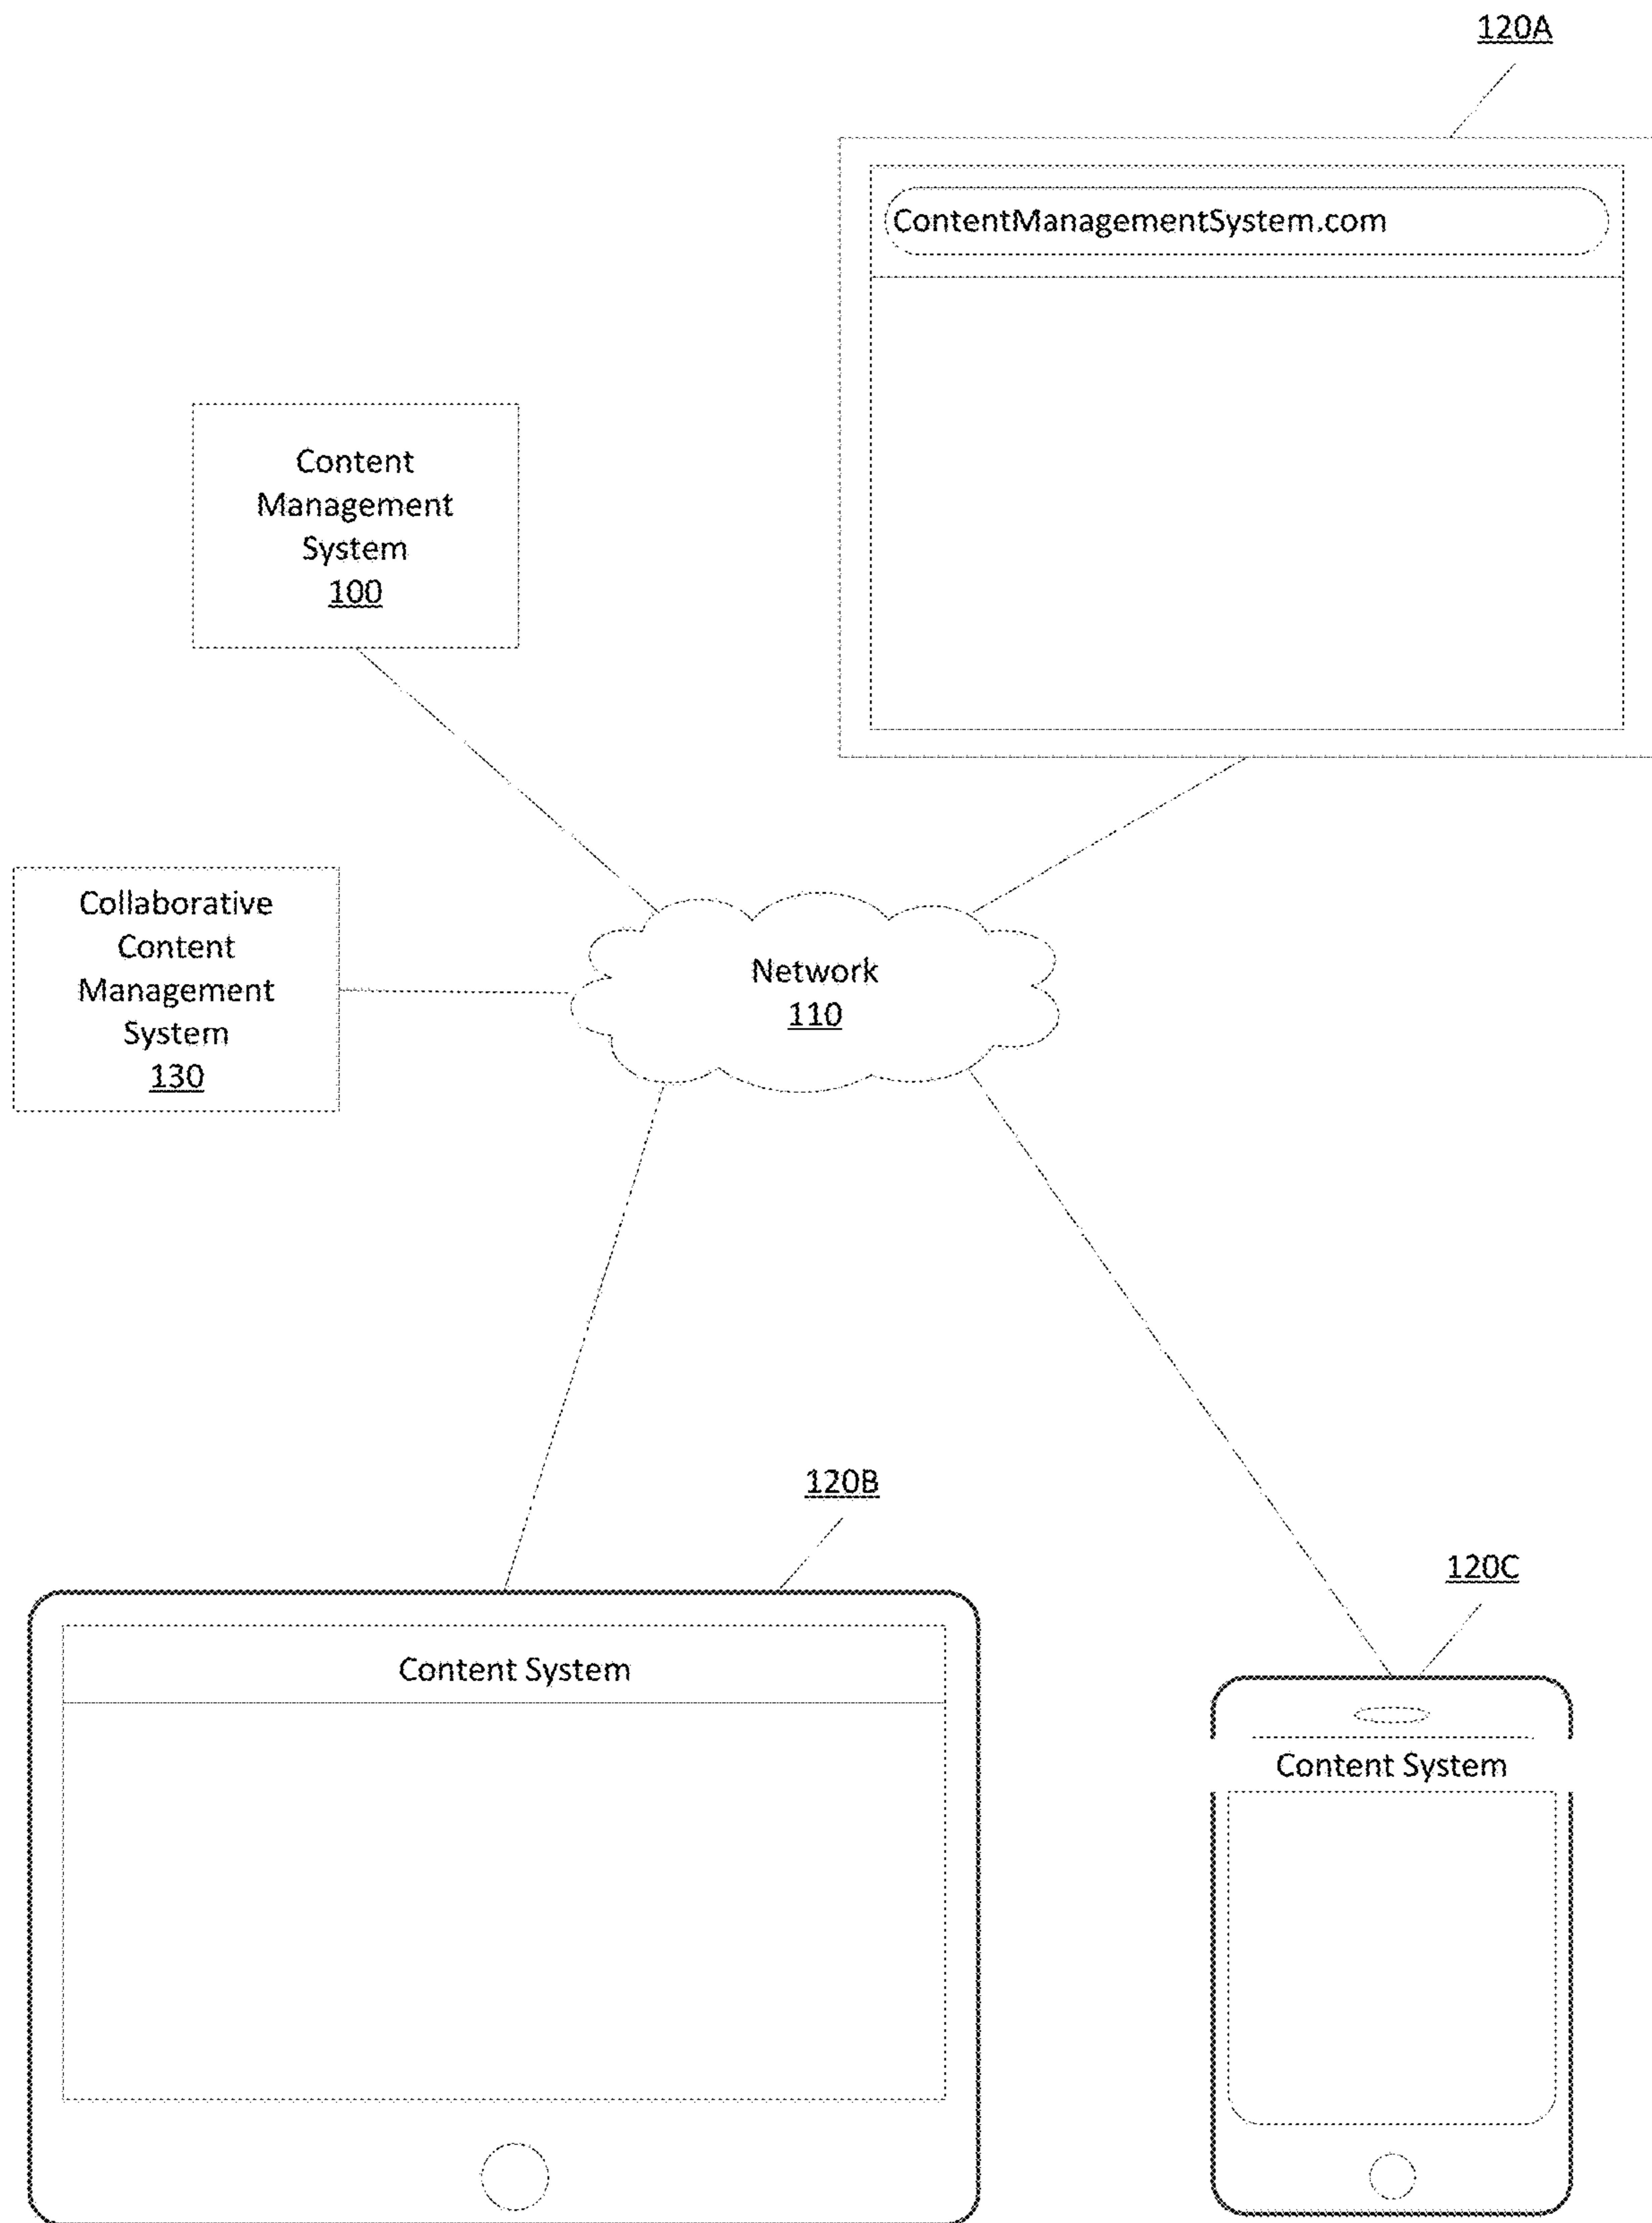 120A
ContentManagementSystem.com
Content
Management
System
100
Collaborative
Content
Management
System
130
Network
110
120B
Content System
120C
Content System